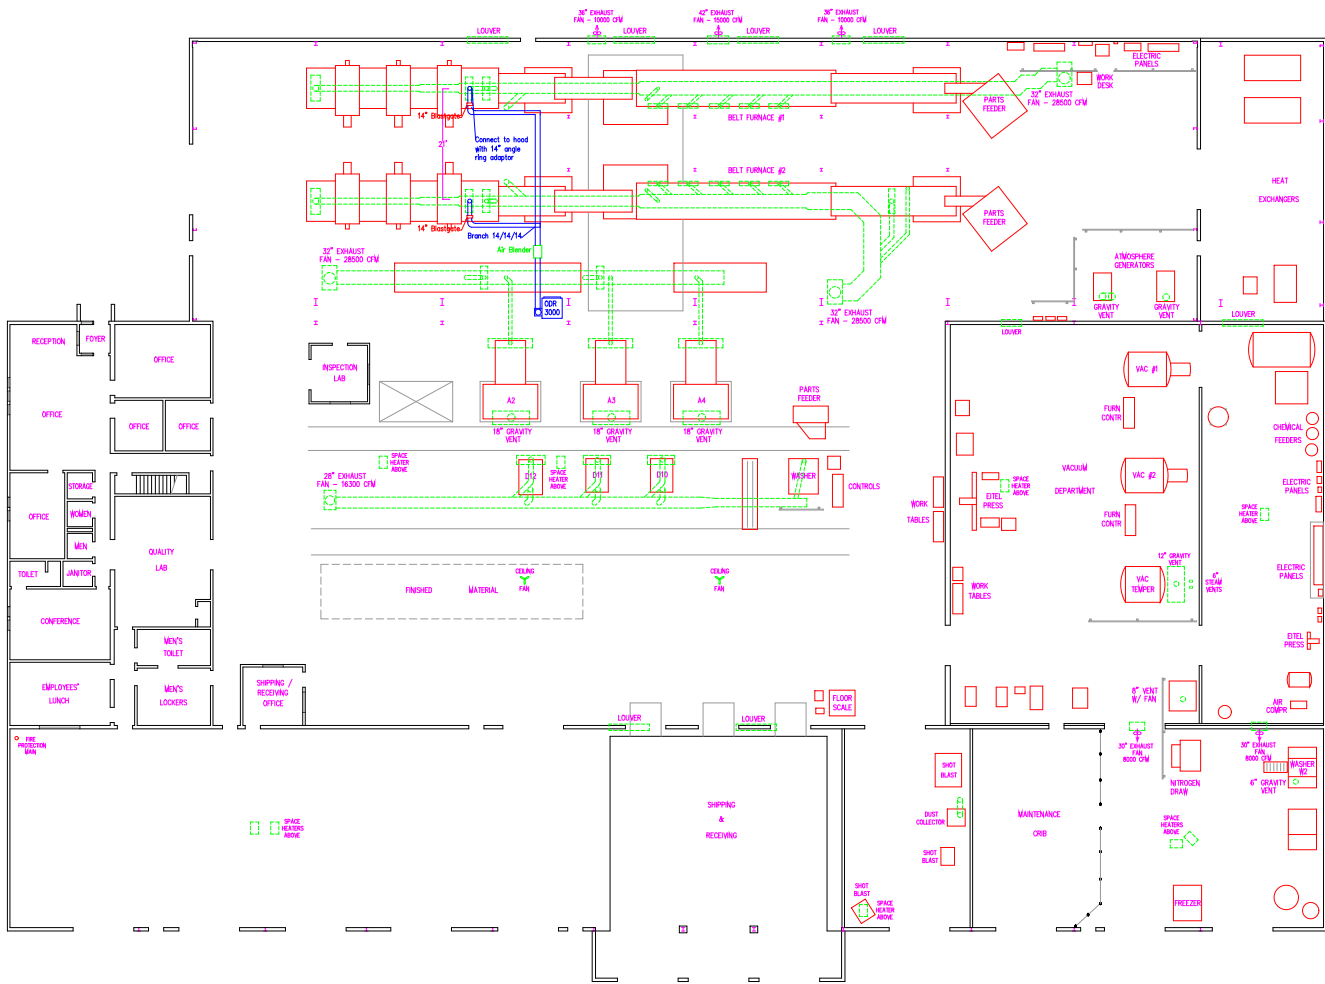 36" EXHAUST
FAN - 10000 CFM
42" EXHAUST
FAN - 15000 CFM
36" EXHAUST
FAN - 10000 CFM
LOUVER
LOUVER
LOUVER
LOUVER
ELECTRIC
PANELS
WORK
DESK
32" EXHAUST
FAN - 28500 CFM
PARTS
FEEDER
14" Blastgate
BELT FURNACE #1
21'
Connect to hood
with 14" angle
ring adaptor
BELT FURNACE #2
HEAT
EXCHANGERS
PARTS
FEEDER
14" Blastgate
Branch 14/14/14
Air Blender
32" EXHAUST
FAN - 28500 CFM
ATMOSPHERE
GENERATORS
GRAVITY
VENT
GRAVITY
VENT
ODR
3000
32" EXHAUST
FAN - 28500 CFM
LOUVER
LOUVER
RECEPTION
FOYER
OFFICE
INSPECTION
LAB
VAC #1
OFFICE
OFFICE
OFFICE
A2
A3
A4
PARTS
FEEDER
FURN
CONTR
18" GRAVITY
VENT
18" GRAVITY
VENT
18" GRAVITY
VENT
CHEMICAL
FEEDERS
SPACE
HEATER
ABOVE
28" EXHAUST
FAN - 16300 CFM
D12
SPACE
HEATER
ABOVE
D11
D10
WASHER
CONTROLS
VACUUM
DEPARTMENT
VAC #2
STORAGE
WOMEN
OFFICE
MEN
WORK
TABLES
EITEL
PRESS
SPACE
HEATER
ABOVE
FURN
CONTR
ELECTRIC
PANELS
SPACE
HEATER
ABOVE
QUALITY
LAB
TOILET
JANITOR
CEILING
FAN
CEILING
FAN
FINISHED MATERIAL
12" GRAVITY
VENT
VAC
TEMPER
6"
STEAM
VENTS
ELECTRIC
PANELS
WORK
TABLES
CONFERENCE
MEN'S
TOILET
EITEL
PRESS
EMPLOYEES'
LUNCH
MEN'S
LOCKERS
SHIPPING /
RECEIVING
OFFICE
FLOOR
SCALE
8" VENT
W/ FAN
AIR
COMPR
LOUVER
LOUVER
FIRE
PROTECTION
MAIN
30" EXHAUST
FAN
8000 CFM
30" EXHAUST
FAN
8000 CFM
SHOT
BLAST
NITROGEN
DRAW
WASHER
W2
6" GRAVITY
VENT
SHIPPING
&
RECEIVING
DUST
COLLECTOR
MAINTENANCE
CRIB
SPACE
HEATERS
ABOVE
SPACE
HEATERS
ABOVE
SHOT
BLAST
SHOT
BLAST
SPACE
HEATER
ABOVE
FREEZER